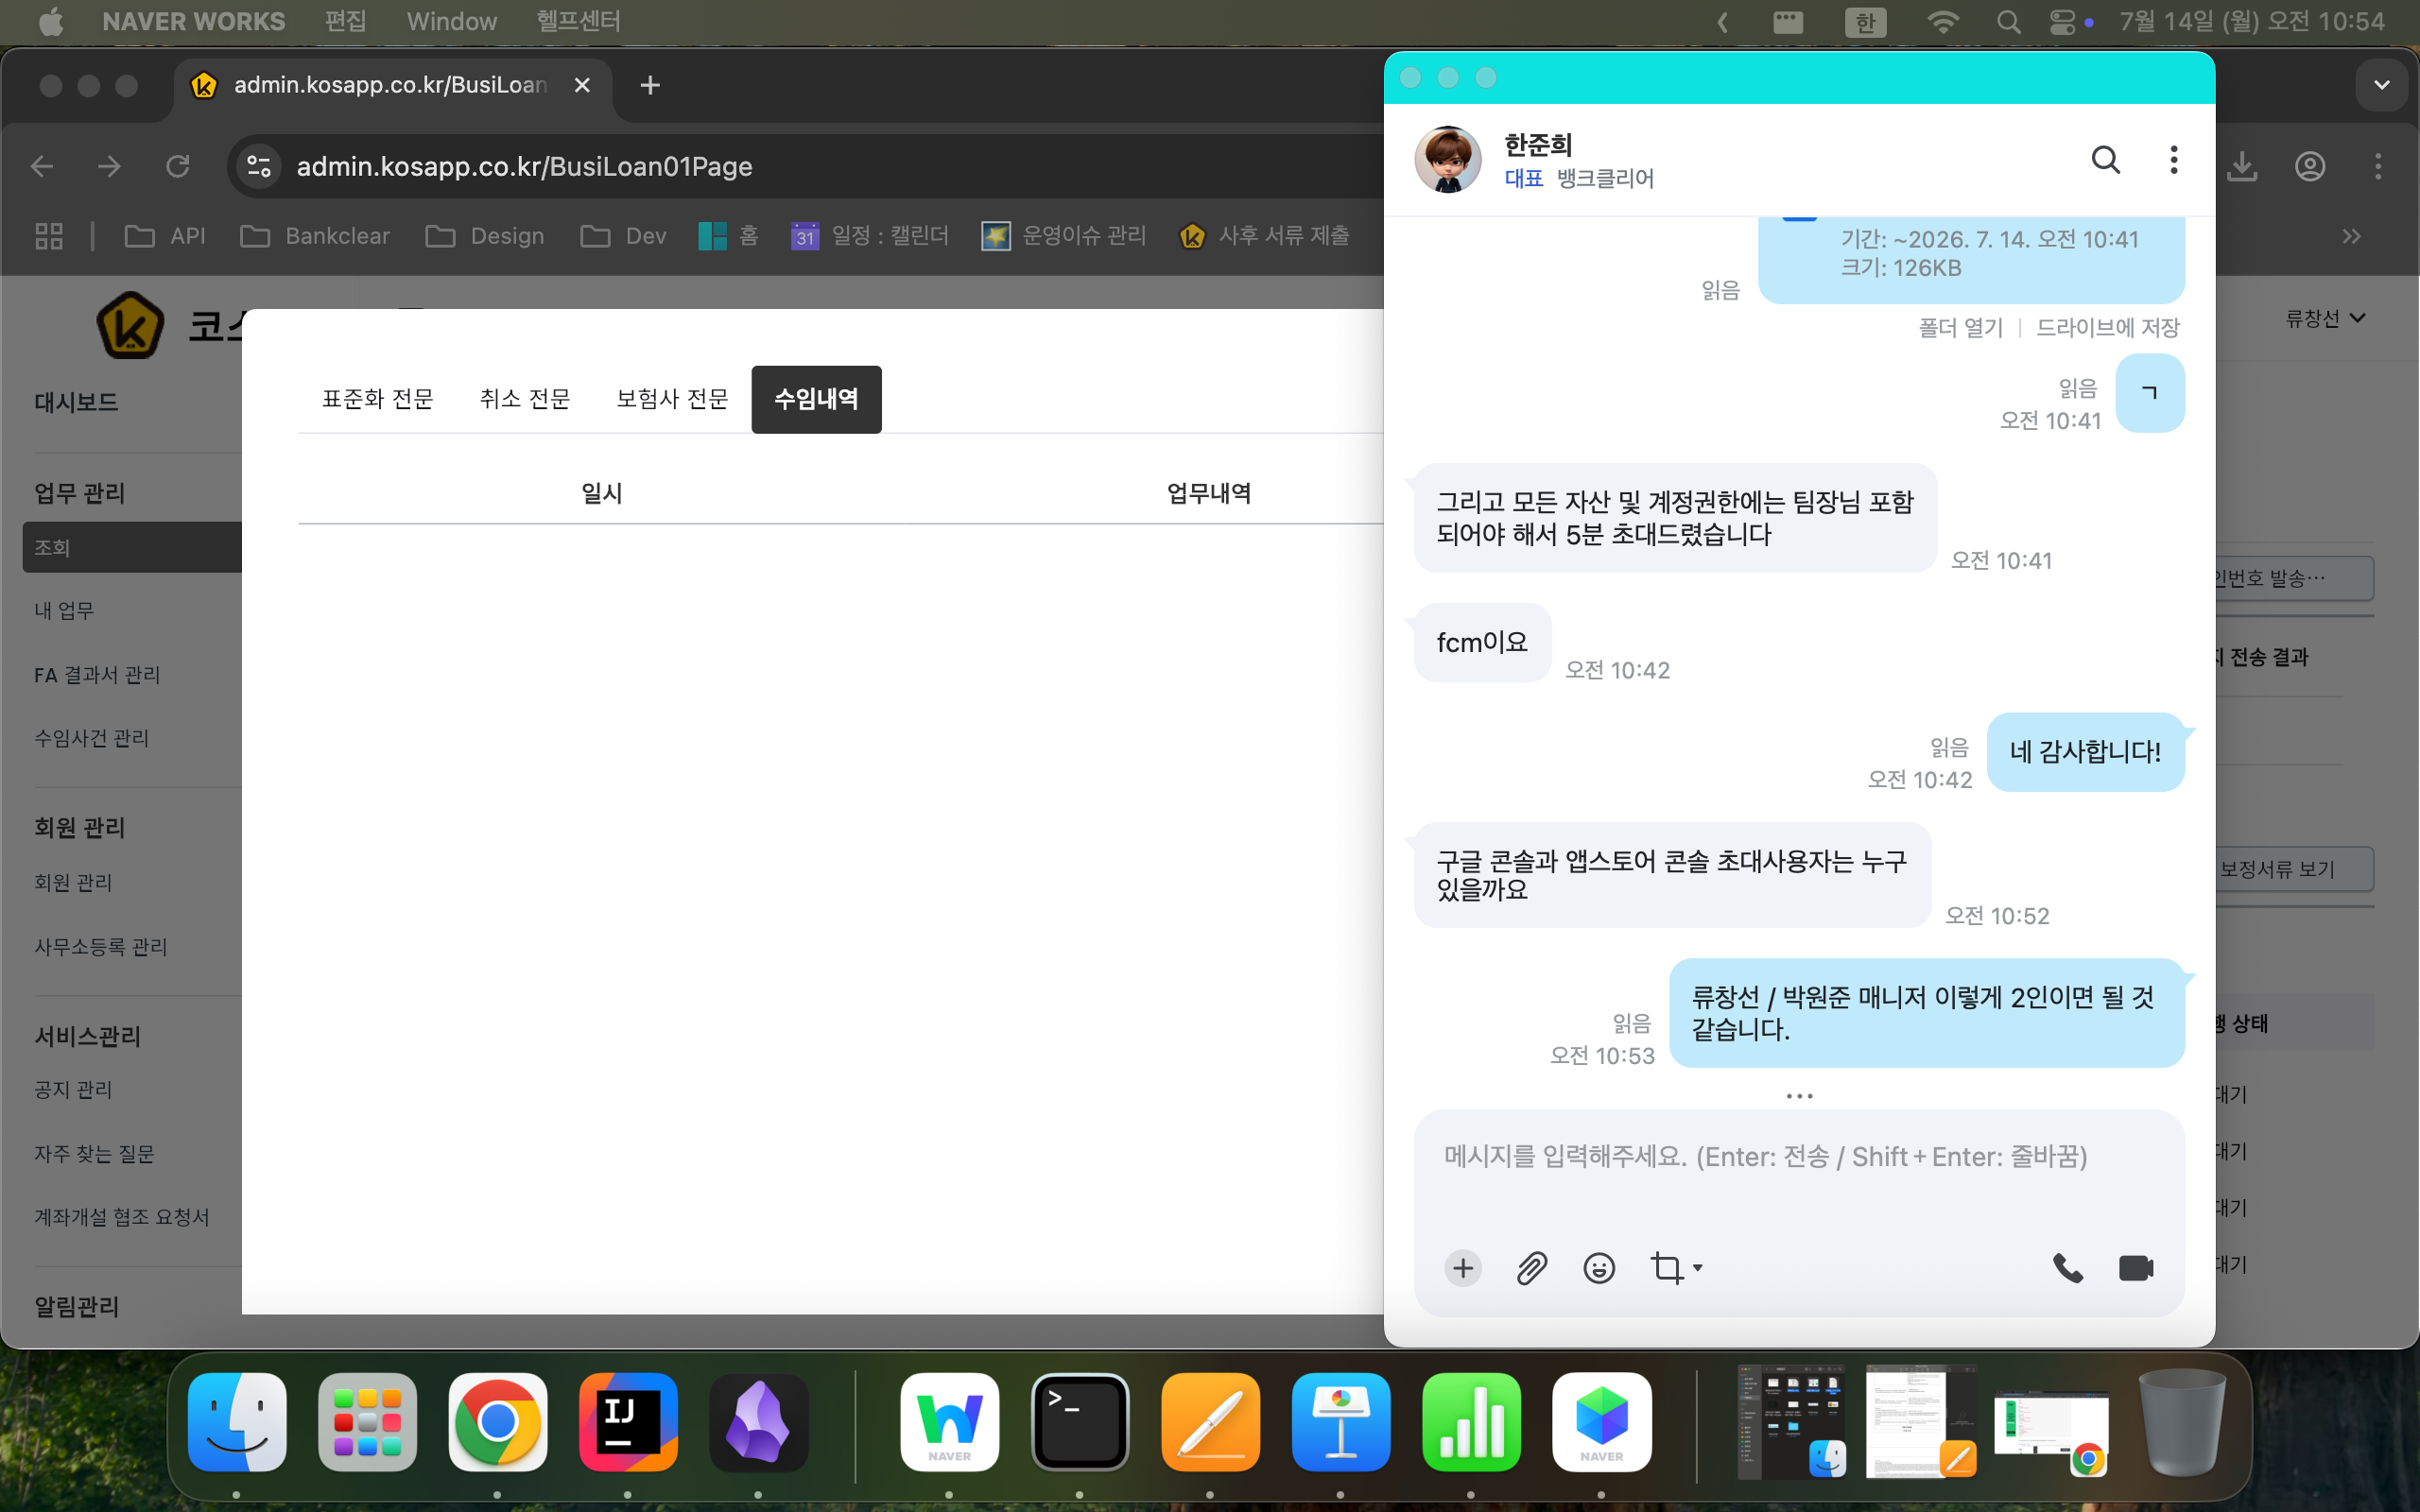 NAVER WORKS 편집 Window 헬프센터
한 7월 14일 (월) 오전 10:54
admin.kosapp.co.kr/BusiLoan
admin.kosapp.co.kr/BusiLoan01Page
API Bankclear Design Dev 홈 31 일정 : 캘린더 운영이슈 관리 사후 서류 제출
류창선
대시보드
업무 관리
조회
내 업무
FA 결과서 관리
수임사건 관리
회원 관리
회원 관리
사무소등록 관리
서비스관리
공지 관리
자주 찾는 질문
계좌개설 협조 요청서
알림관리
표준화 전문 취소 전문 보험사 전문 수임내역
일시 업무내역
인번호 발송…
전송 결과
보정서류 보기
상태
대기
대기
대기
대기
한준희
대표 뱅크클리어
기간: ~2026. 7. 14. 오전 10:41
크기: 126KB
읽음
폴더 열기 | 드라이브에 저장
ㄱ
읽음
오전 10:41
그리고 모든 자산 및 계정권한에는 팀장님 포함
되어야 해서 5분 초대드렸습니다
오전 10:41
fcm이요
오전 10:42
네 감사합니다!
읽음
오전 10:42
구글 콘솔과 앱스토어 콘솔 초대사용자는 누구
있을까요
오전 10:52
류창선 / 박원준 매니저 이렇게 2인이면 될 것
같습니다.
읽음
오전 10:53
메시지를 입력해주세요. (Enter: 전송 / Shift+Enter: 줄바꿈)
IJ
NAVER
NAVER